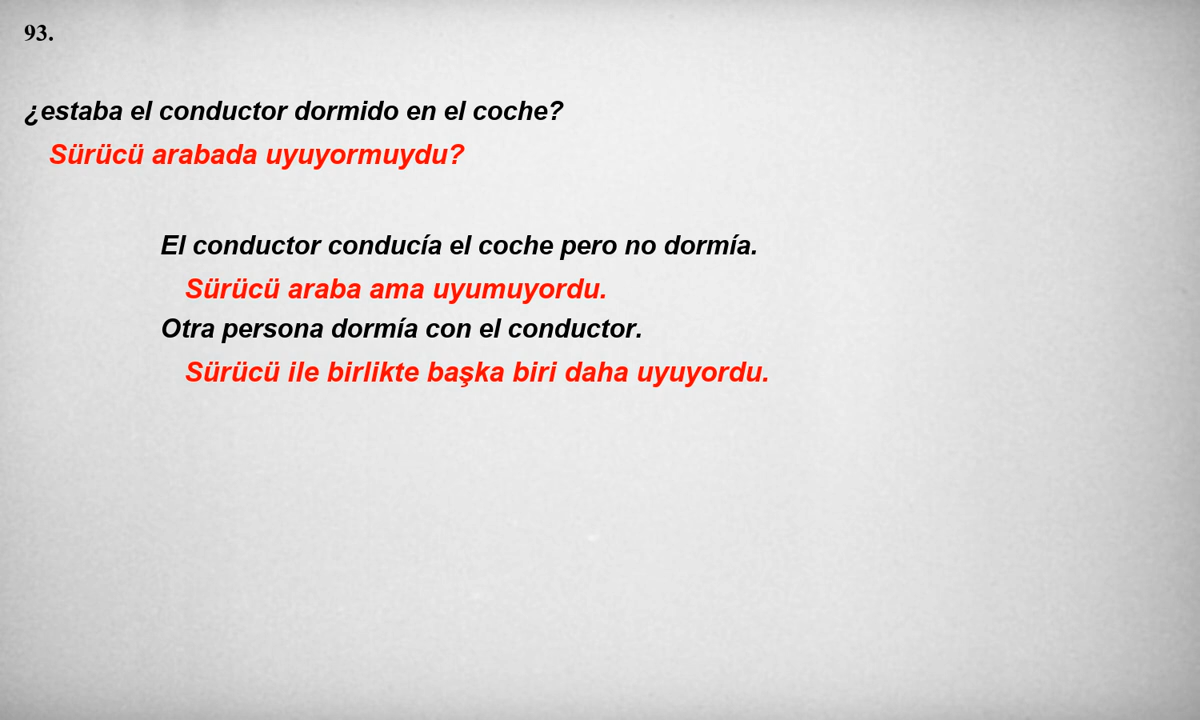 93.
¿estaba el conductor dormido en el coche?
Sürücü arabada uyuyormuydu?
El conductor conducía el coche pero no dormía.
Sürücü araba ama uyumuyordu.
Otra persona dormía con el conductor.
Sürücü ile birlikte başka biri daha uyuyordu.